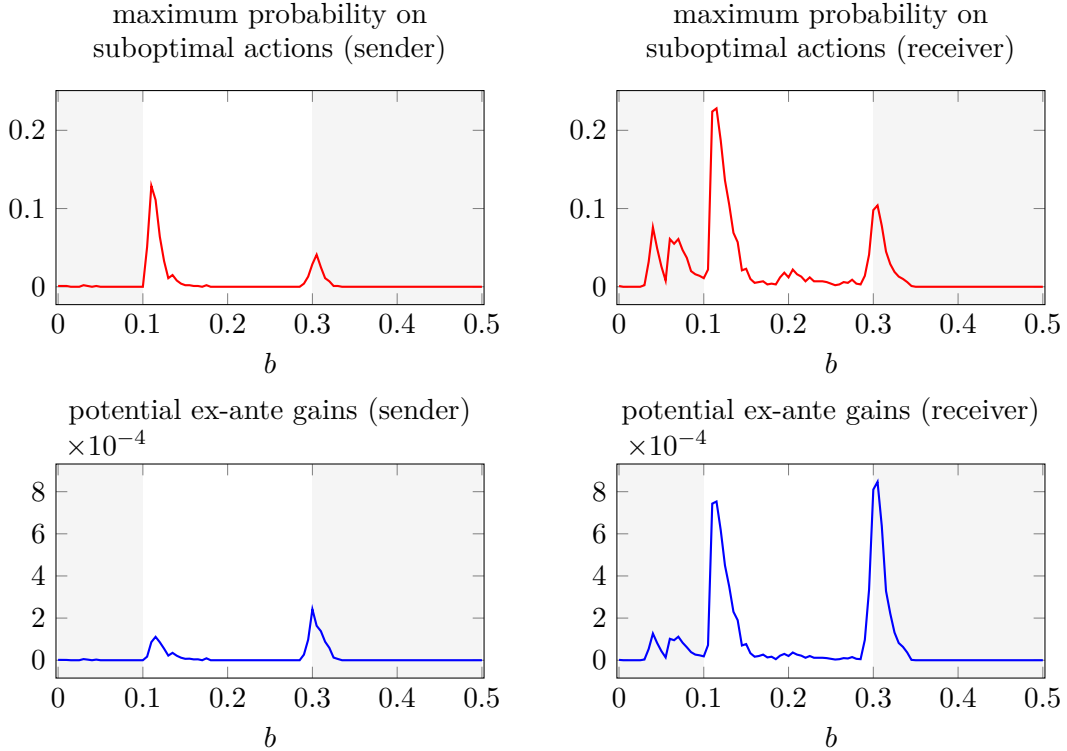 maximum probability on
suboptimal actions (sender)
0.2
0.1
0
0 0.1 0.2 0.3 0.4 0.5
b
maximum probability on
suboptimal actions (receiver)
0.2
0.1
0
0 0.1 0.2 0.3 0.4 0.5
b
potential ex-ante gains (sender)
×10⁻⁴
8
6
4
2
0
0 0.1 0.2 0.3 0.4 0.5
b
potential ex-ante gains (receiver)
×10⁻⁴
8
6
4
2
0
0 0.1 0.2 0.3 0.4 0.5
b